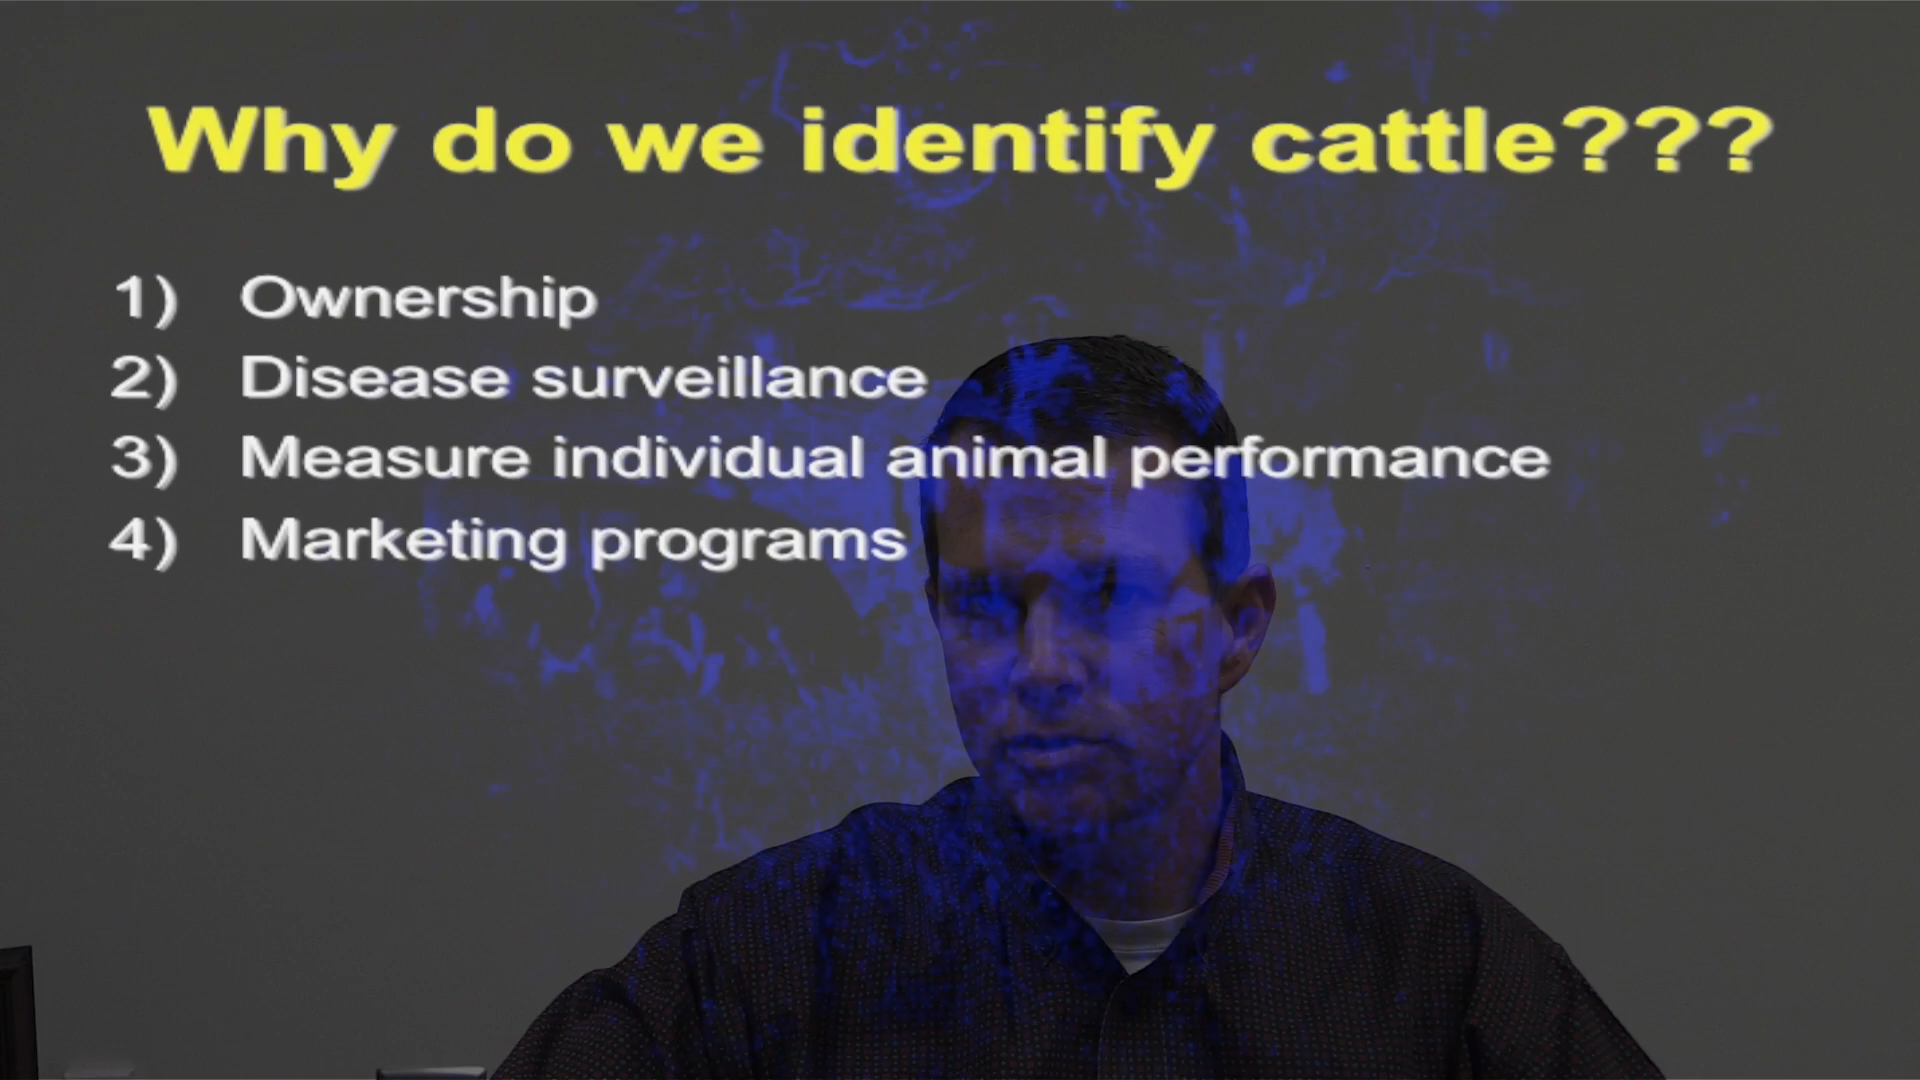 Why do we identify cattle???
1) Ownership
2) Disease surveillance
3) Measure individual animal performance
4) Marketing programs